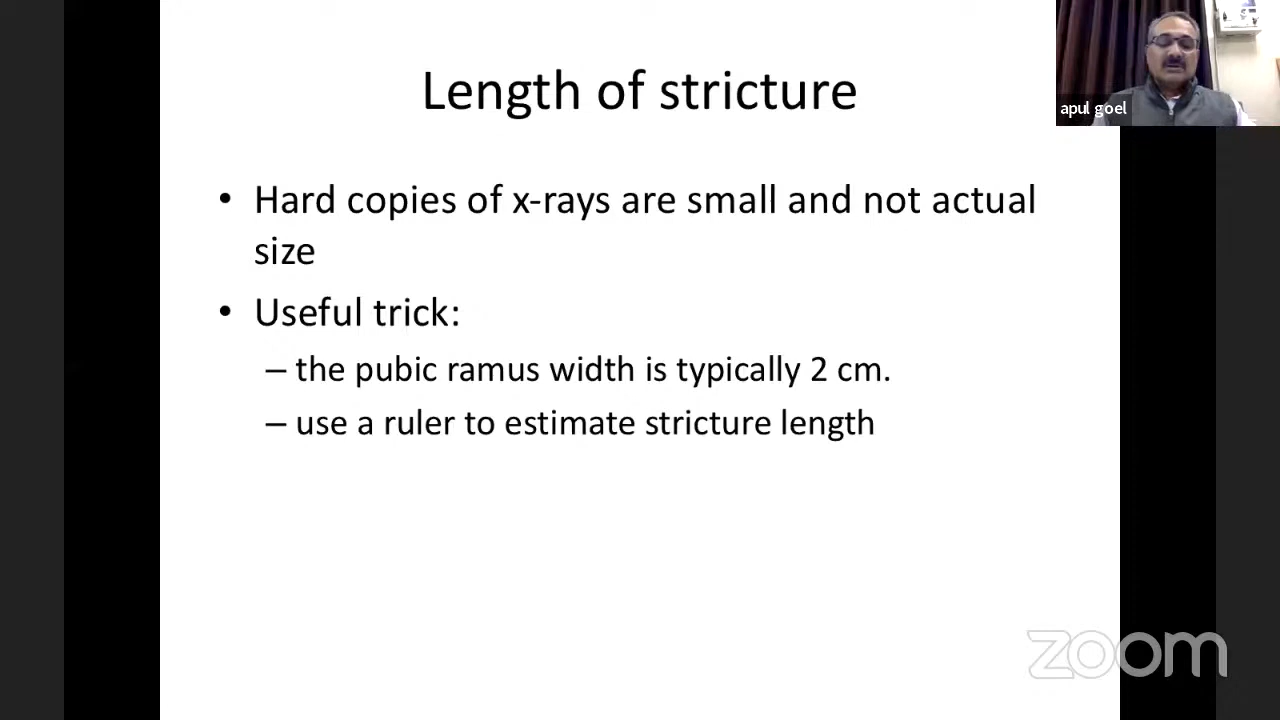 Length of stricture
apul goel
• Hard copies of x-rays are small and not actual
size
• Useful trick:
– the pubic ramus width is typically 2 cm.
– use a ruler to estimate stricture length
zoom